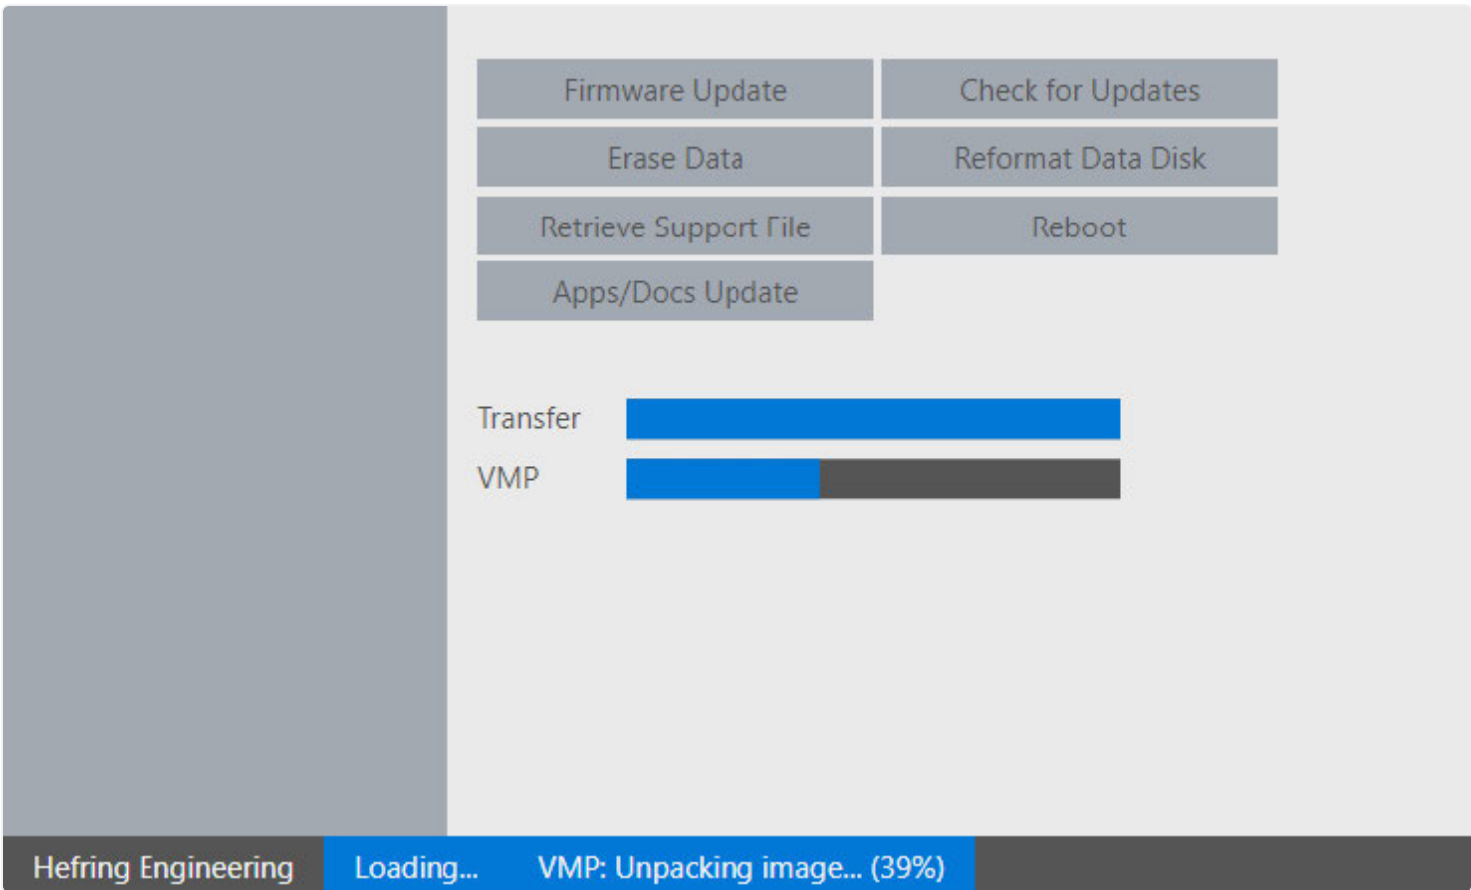 Firmware Update Check for Updates
Erase Data Reformat Data Disk
Retrieve Support File Reboot
Apps/Docs Update
Transfer
VMP
Hefring Engineering Loading... VMP: Unpacking image... (39%)